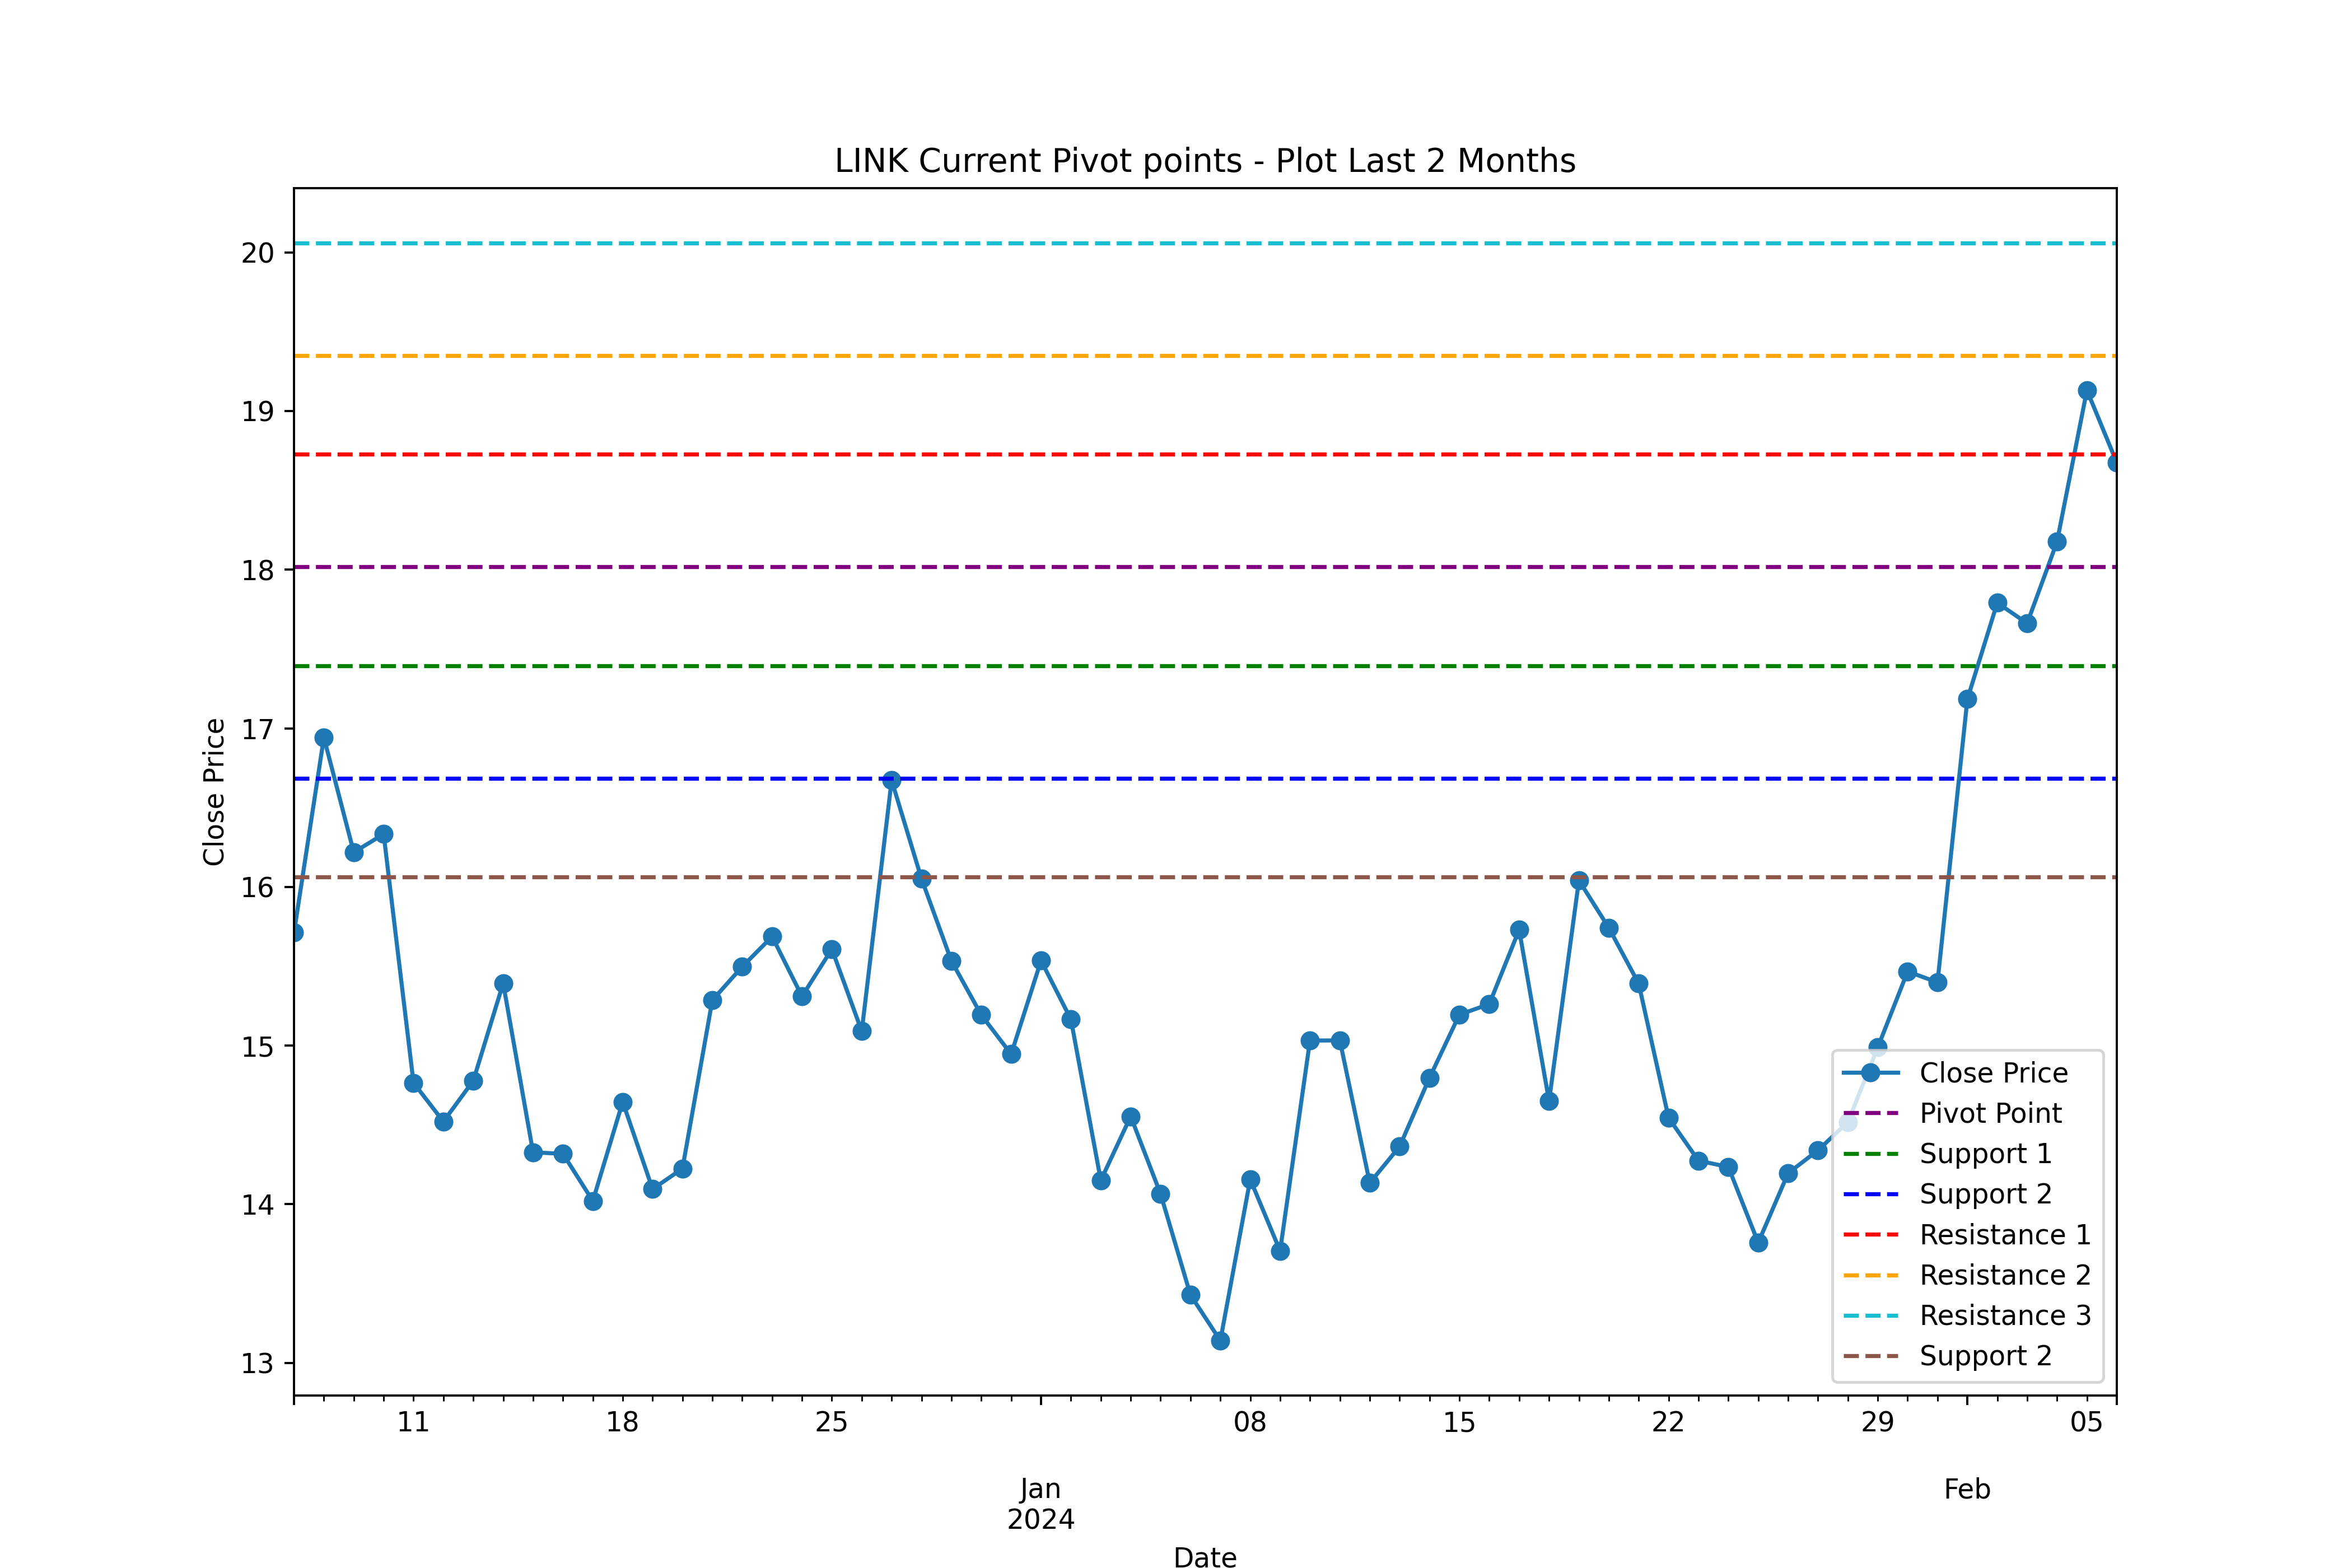 LINK Current Pivot points - Plot Last 2 Months
Close Price
20
19
18
17
16
15
14
13
Close Price
Pivot Point
Support 1
Support 2
Resistance 1
Resistance 2
Resistance 3
Support 2
11 18 25 08 15 22 29 05
Jan Feb
2024
Date